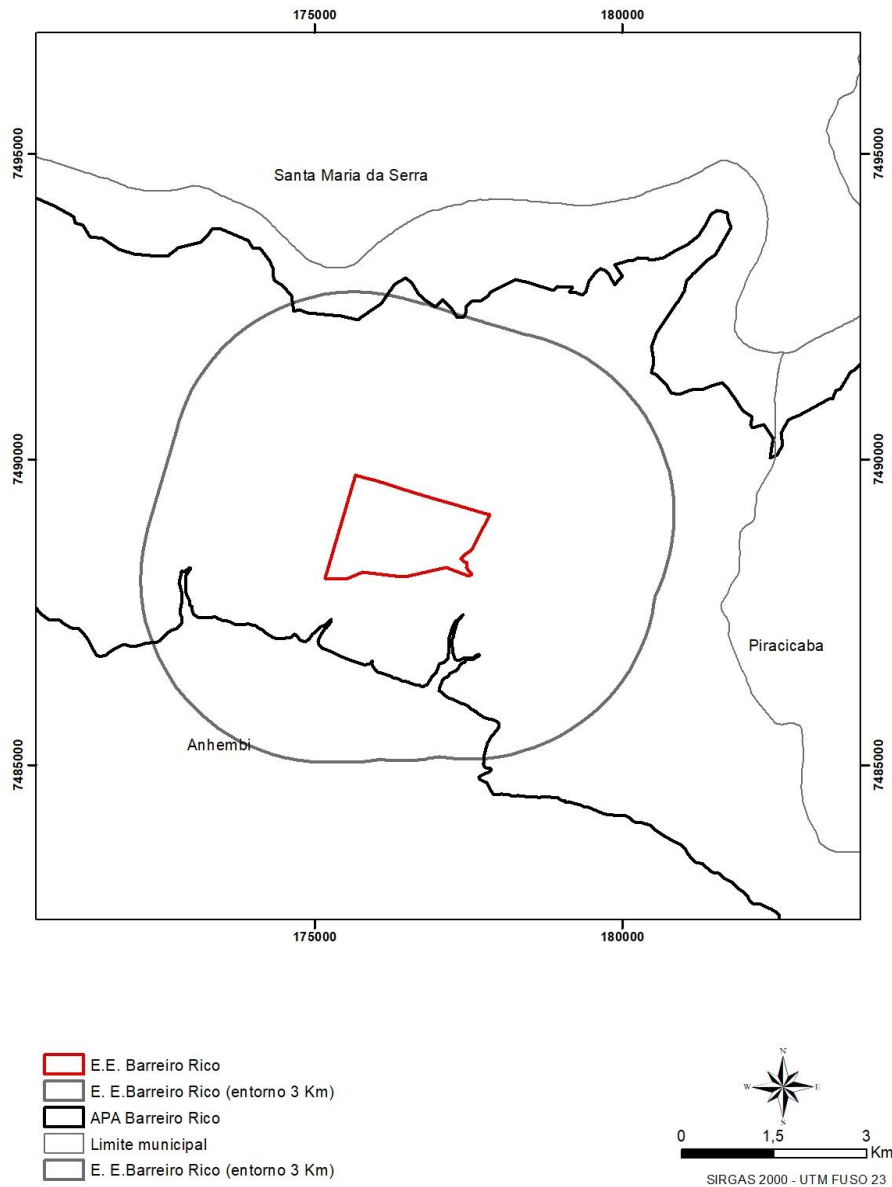 175000 180000
7495000 7495000
Santa Maria da Serra
7490000 7490000
Piracicaba
Anhembi
7485000 7485000
175000 180000
E.E. Barreiro Rico
E. E.Barreiro Rico (entorno 3 Km)
APA Barreiro Rico
Limite municipal
E. E.Barreiro Rico (entorno 3 Km)
N
W E
S
0 1,5 3
Km
SIRGAS 2000 - UTM FUSO 23